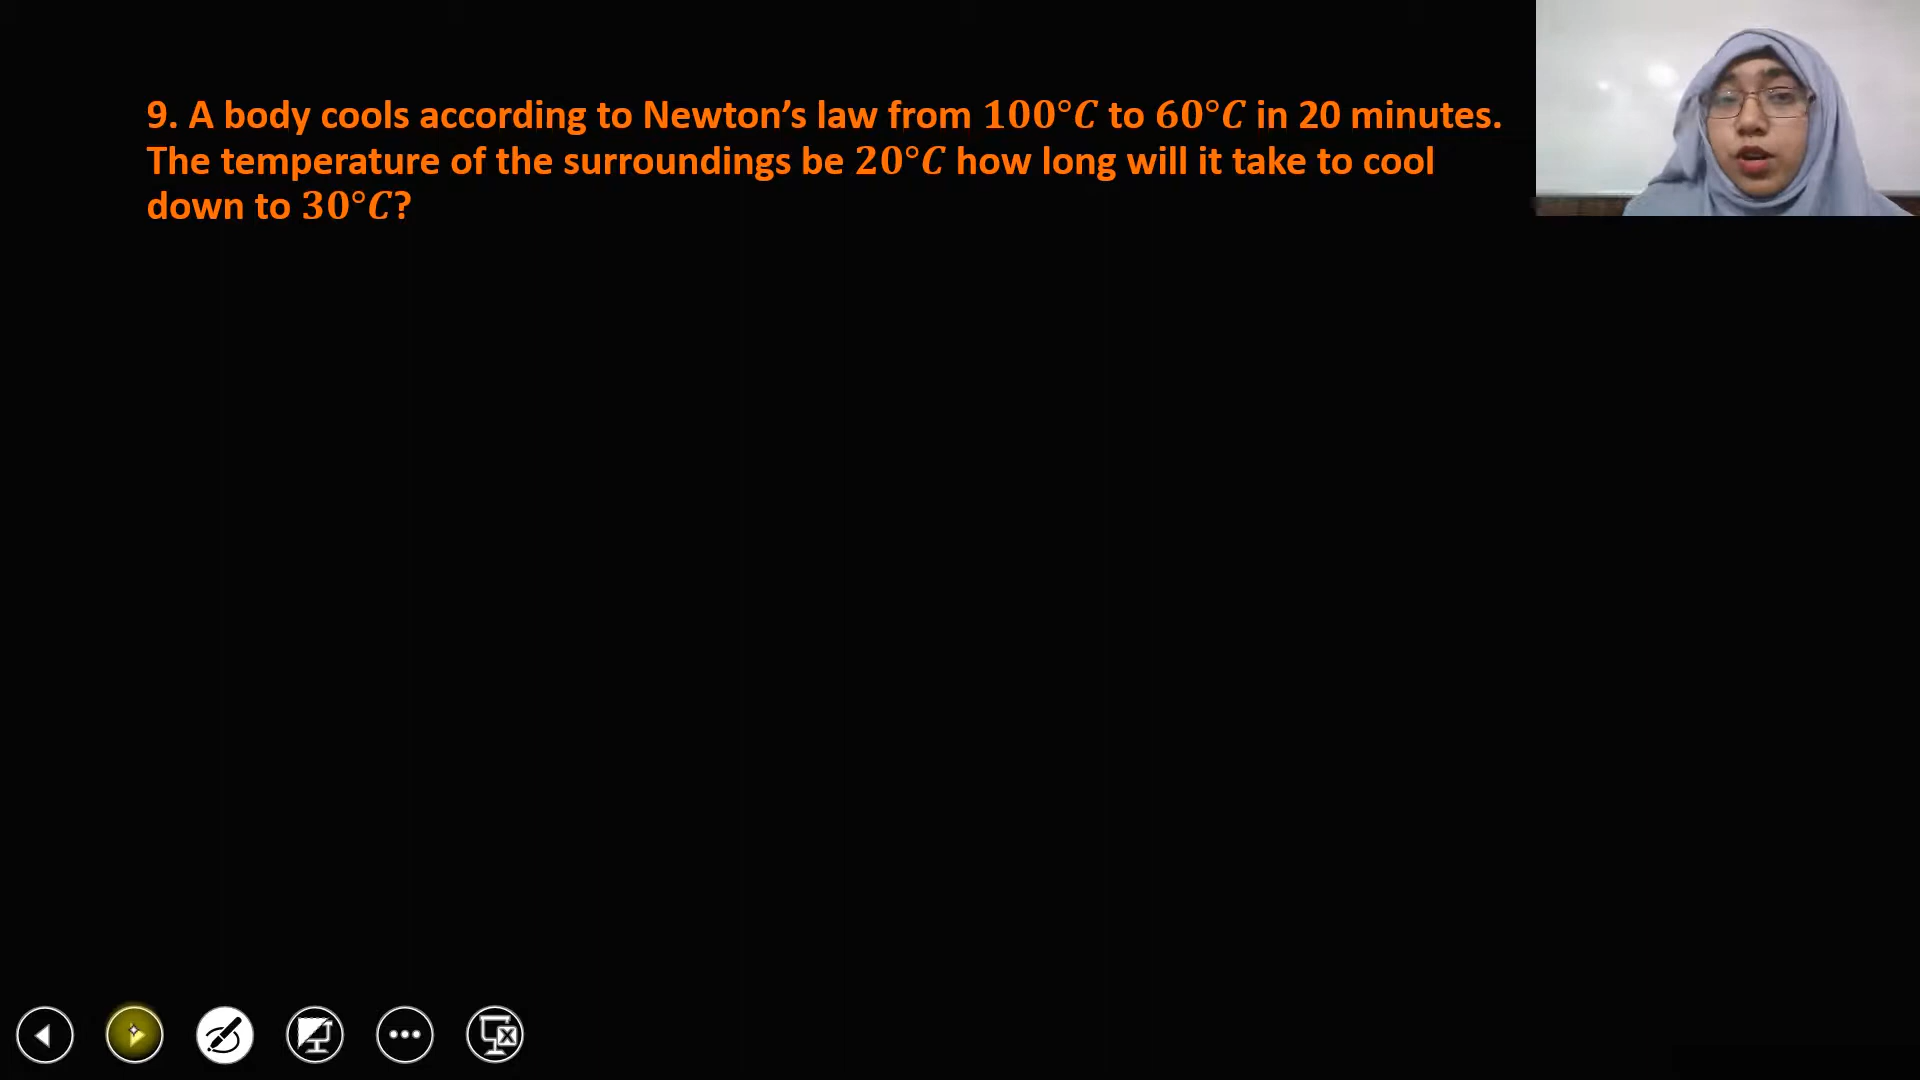 9. A body cools according to Newton’s law from 100°C to 60°C in 20 minutes.
The temperature of the surroundings be 20°C how long will it take to cool
down to 30°C?